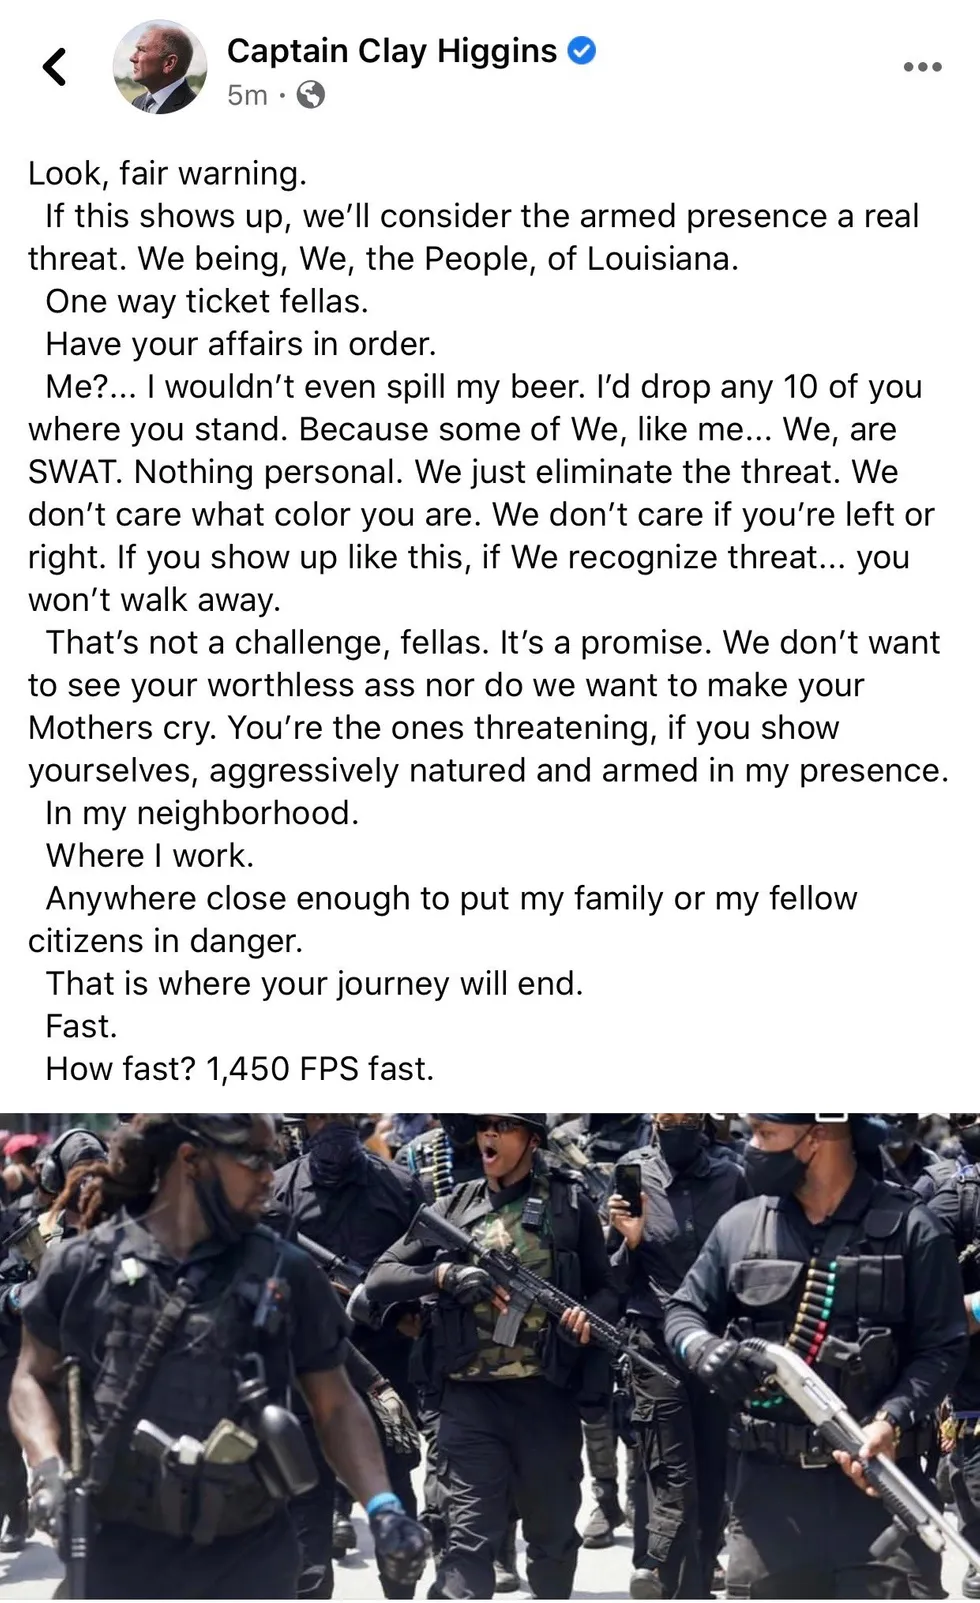 Captain Clay Higgins
5m ·
Look, fair warning.
If this shows up, we’ll consider the armed presence a real
threat. We being, We, the People, of Louisiana.
One way ticket fellas.
Have your affairs in order.
Me?... I wouldn’t even spill my beer. I’d drop any 10 of you
where you stand. Because some of We, like me... We, are
SWAT. Nothing personal. We just eliminate the threat. We
don’t care what color you are. We don’t care if you’re left or
right. If you show up like this, if We recognize threat... you
won’t walk away.
That’s not a challenge, fellas. It’s a promise. We don’t want
to see your worthless ass nor do we want to make your
Mothers cry. You’re the ones threatening, if you show
yourselves, aggressively natured and armed in my presence.
In my neighborhood.
Where I work.
Anywhere close enough to put my family or my fellow
citizens in danger.
That is where your journey will end.
Fast.
How fast? 1,450 FPS fast.